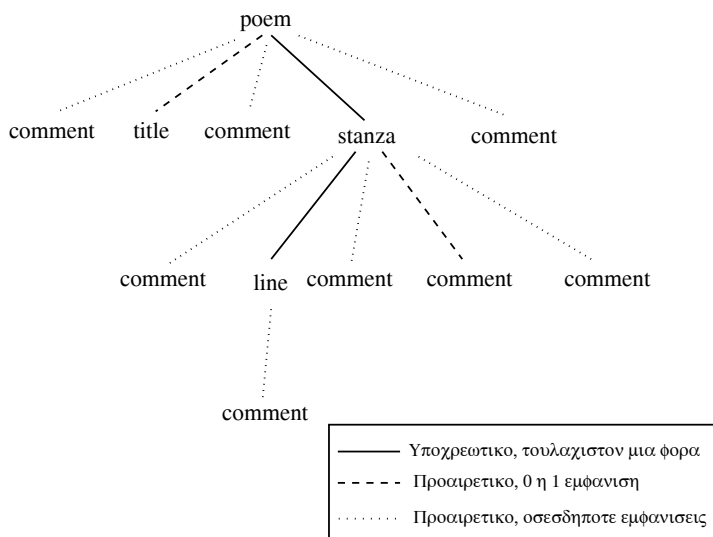 poem
comment title comment stanza comment
comment line comment comment comment
comment
Υποχρεωτικο, τουλαχιστον μια φορα
Προαιρετικο, 0 η 1 εμφανιση
Προαιρετικο, οσεσδηποτε εμφανισεις